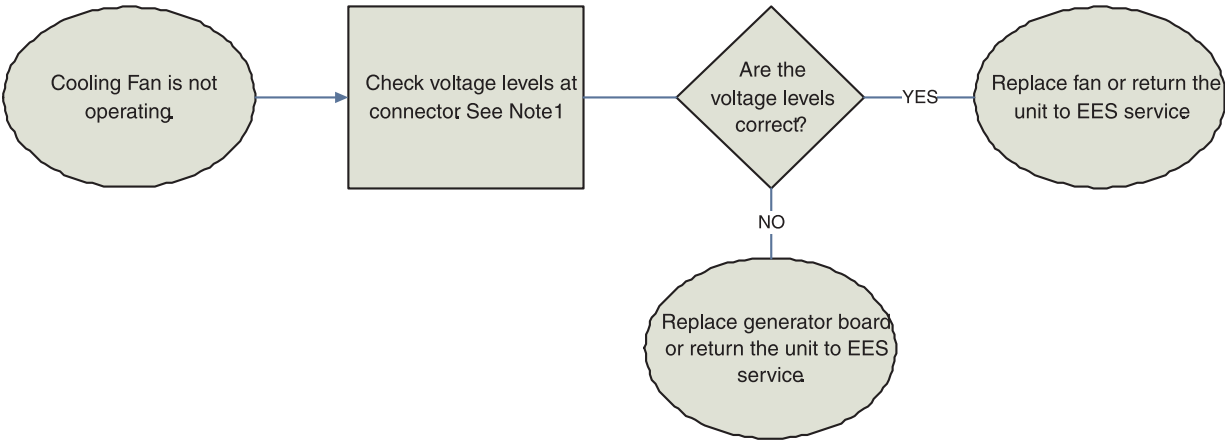 Cooling Fan is not
operating.
Check voltage levels at
connector. See Note1
Are the
voltage levels
correct?
YES
Replace fan or return the
unit to EES service.
NO
Replace generator board
or return the unit to EES
service.